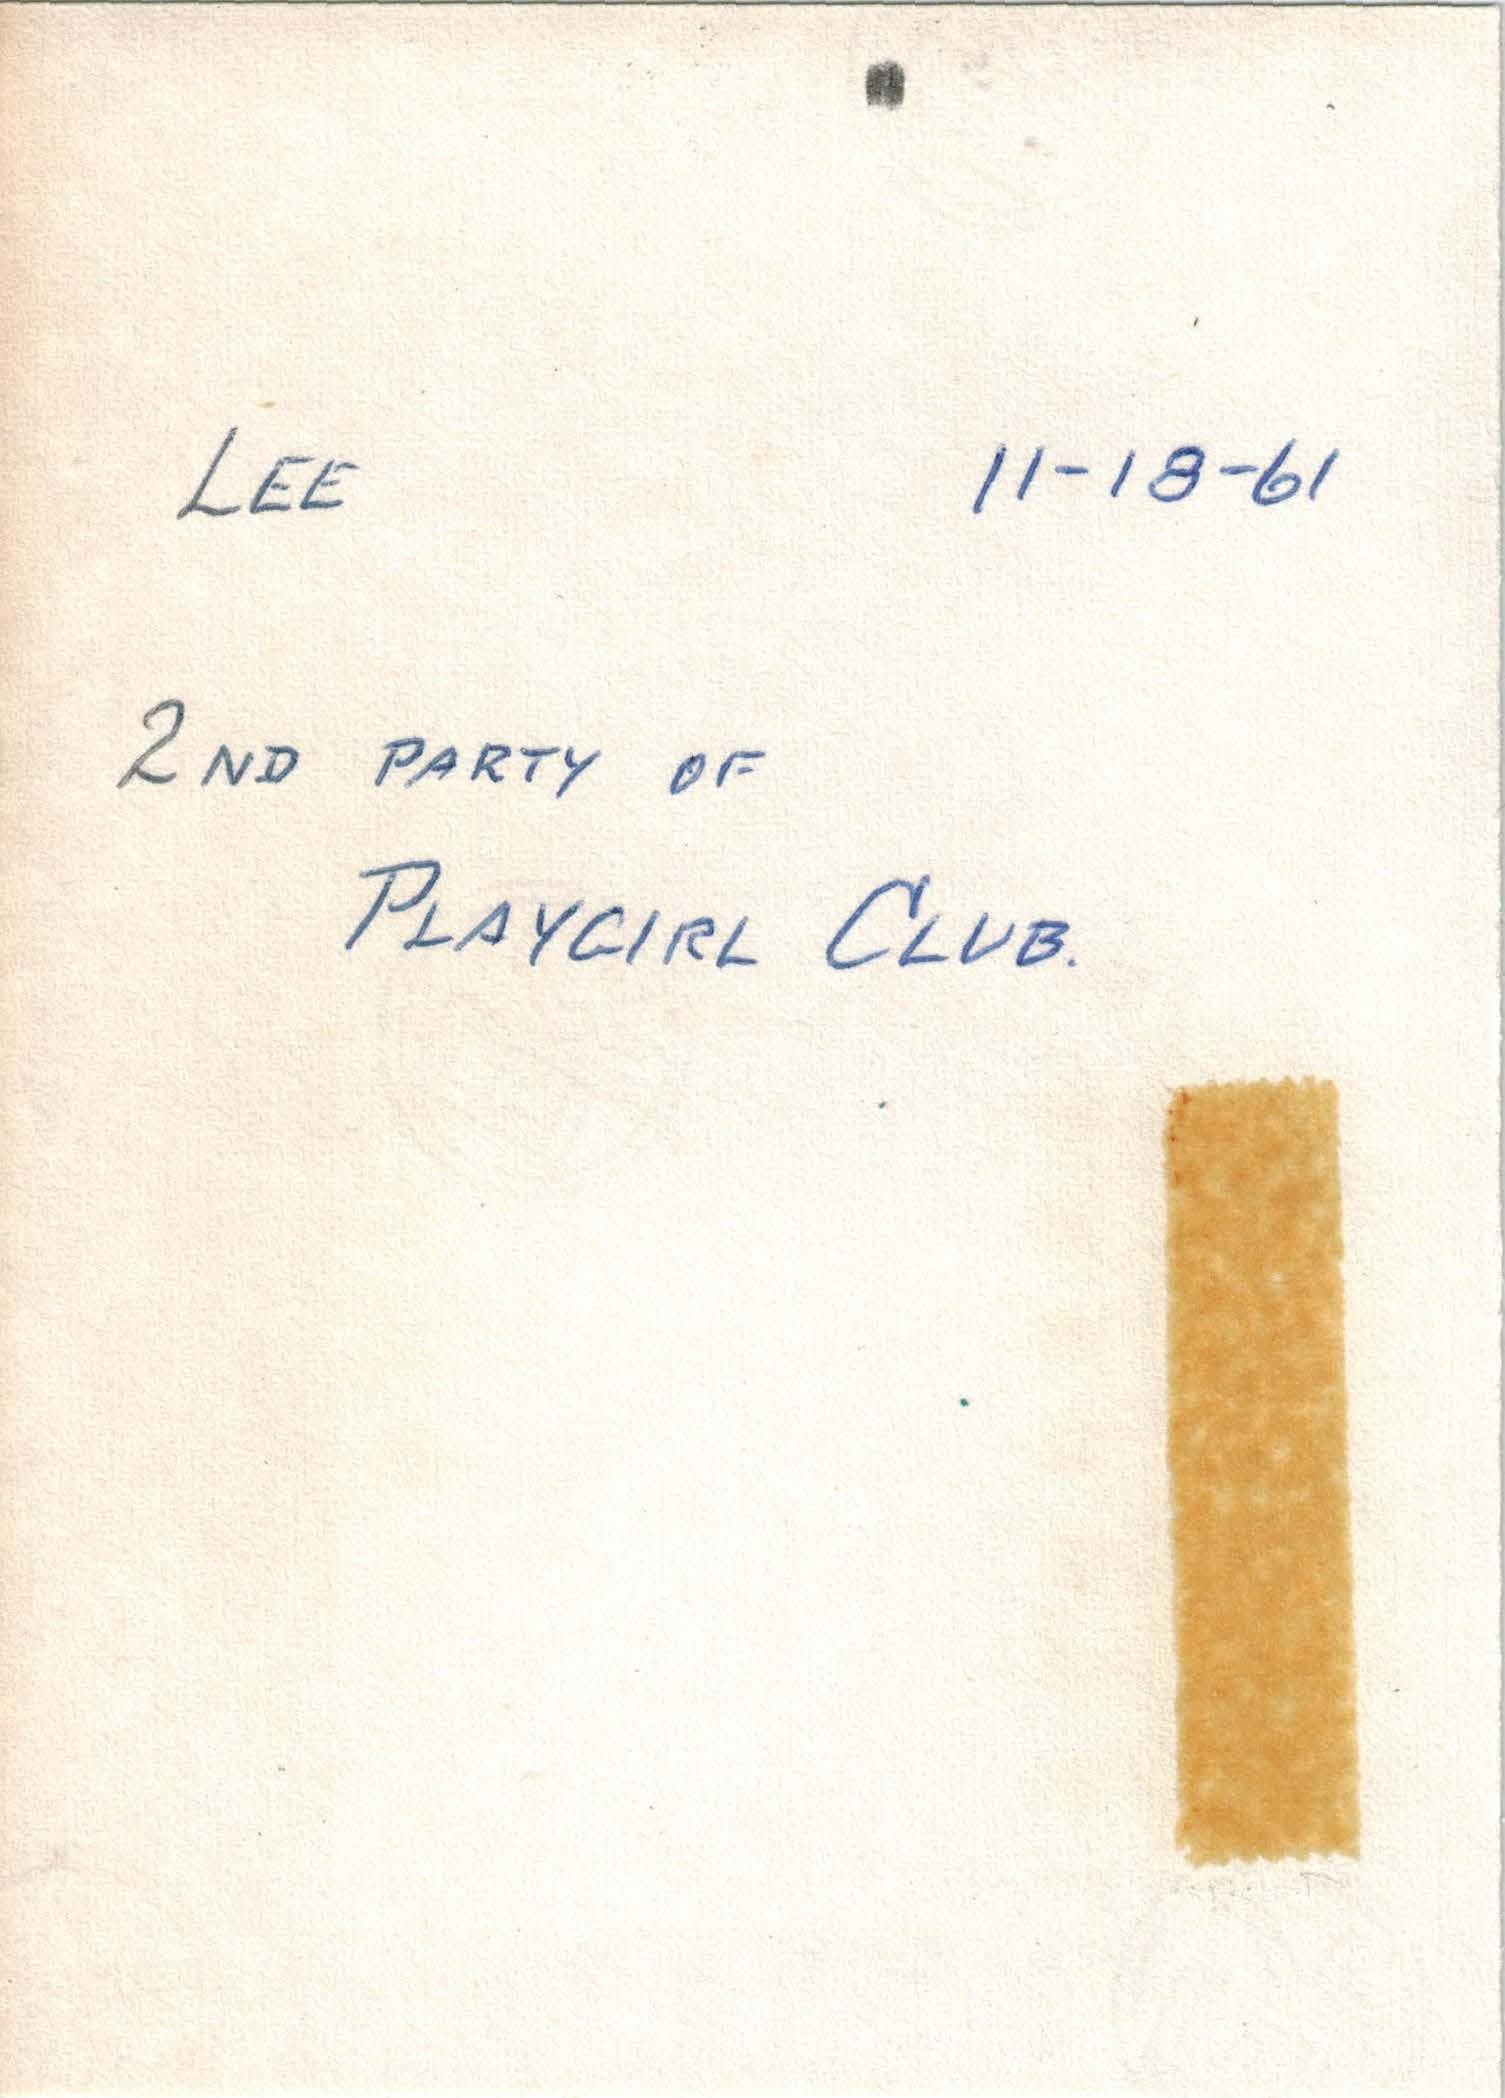 LEE 11-18-61
2ND PARTY OF
PLAYGIRL CLUB.